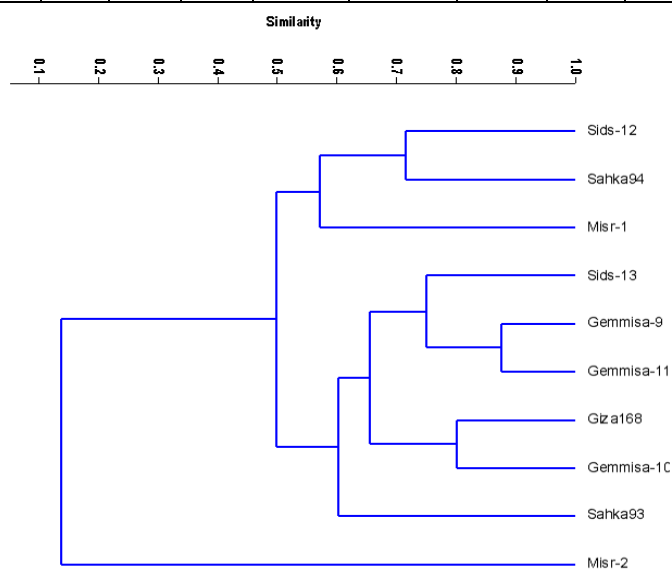 Similarity
0.1 0.2 0.3 0.4 0.5 0.6 0.7 0.8 0.9 1.0
Sids-12
Sahka94
Misr-1
Sids-13
Gemmisa-9
Gemmisa-11
Giza168
Gemmisa-10
Sahka93
Misr-2